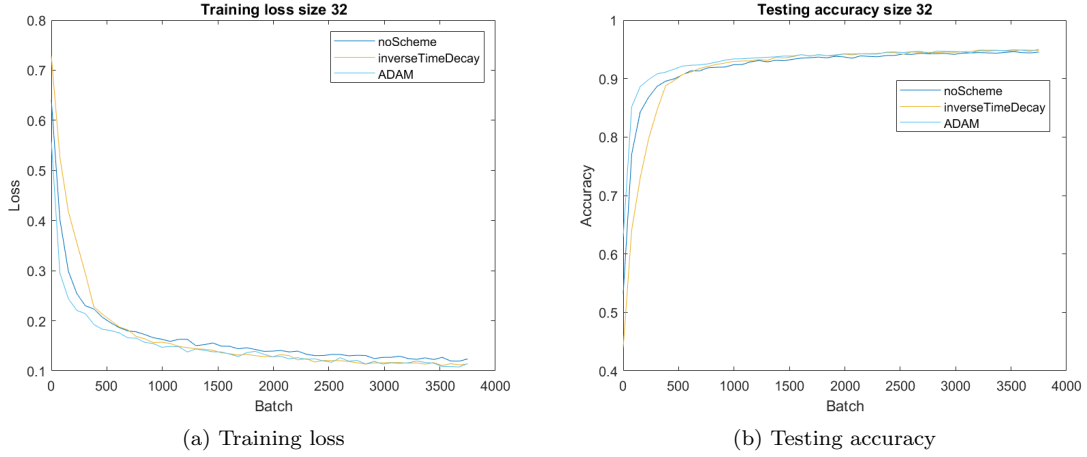 Training loss size 32
0.8
0.7
0.6
0.5
0.4
0.3
0.2
0.1
Loss
noScheme
inverseTimeDecay
ADAM
0 500 1000 1500 2000 2500 3000 3500 4000
Batch
(a) Training loss
Testing accuracy size 32
1
0.9
0.8
0.7
0.6
0.5
0.4
Accuracy
noScheme
inverseTimeDecay
ADAM
0 500 1000 1500 2000 2500 3000 3500 4000
Batch
(b) Testing accuracy